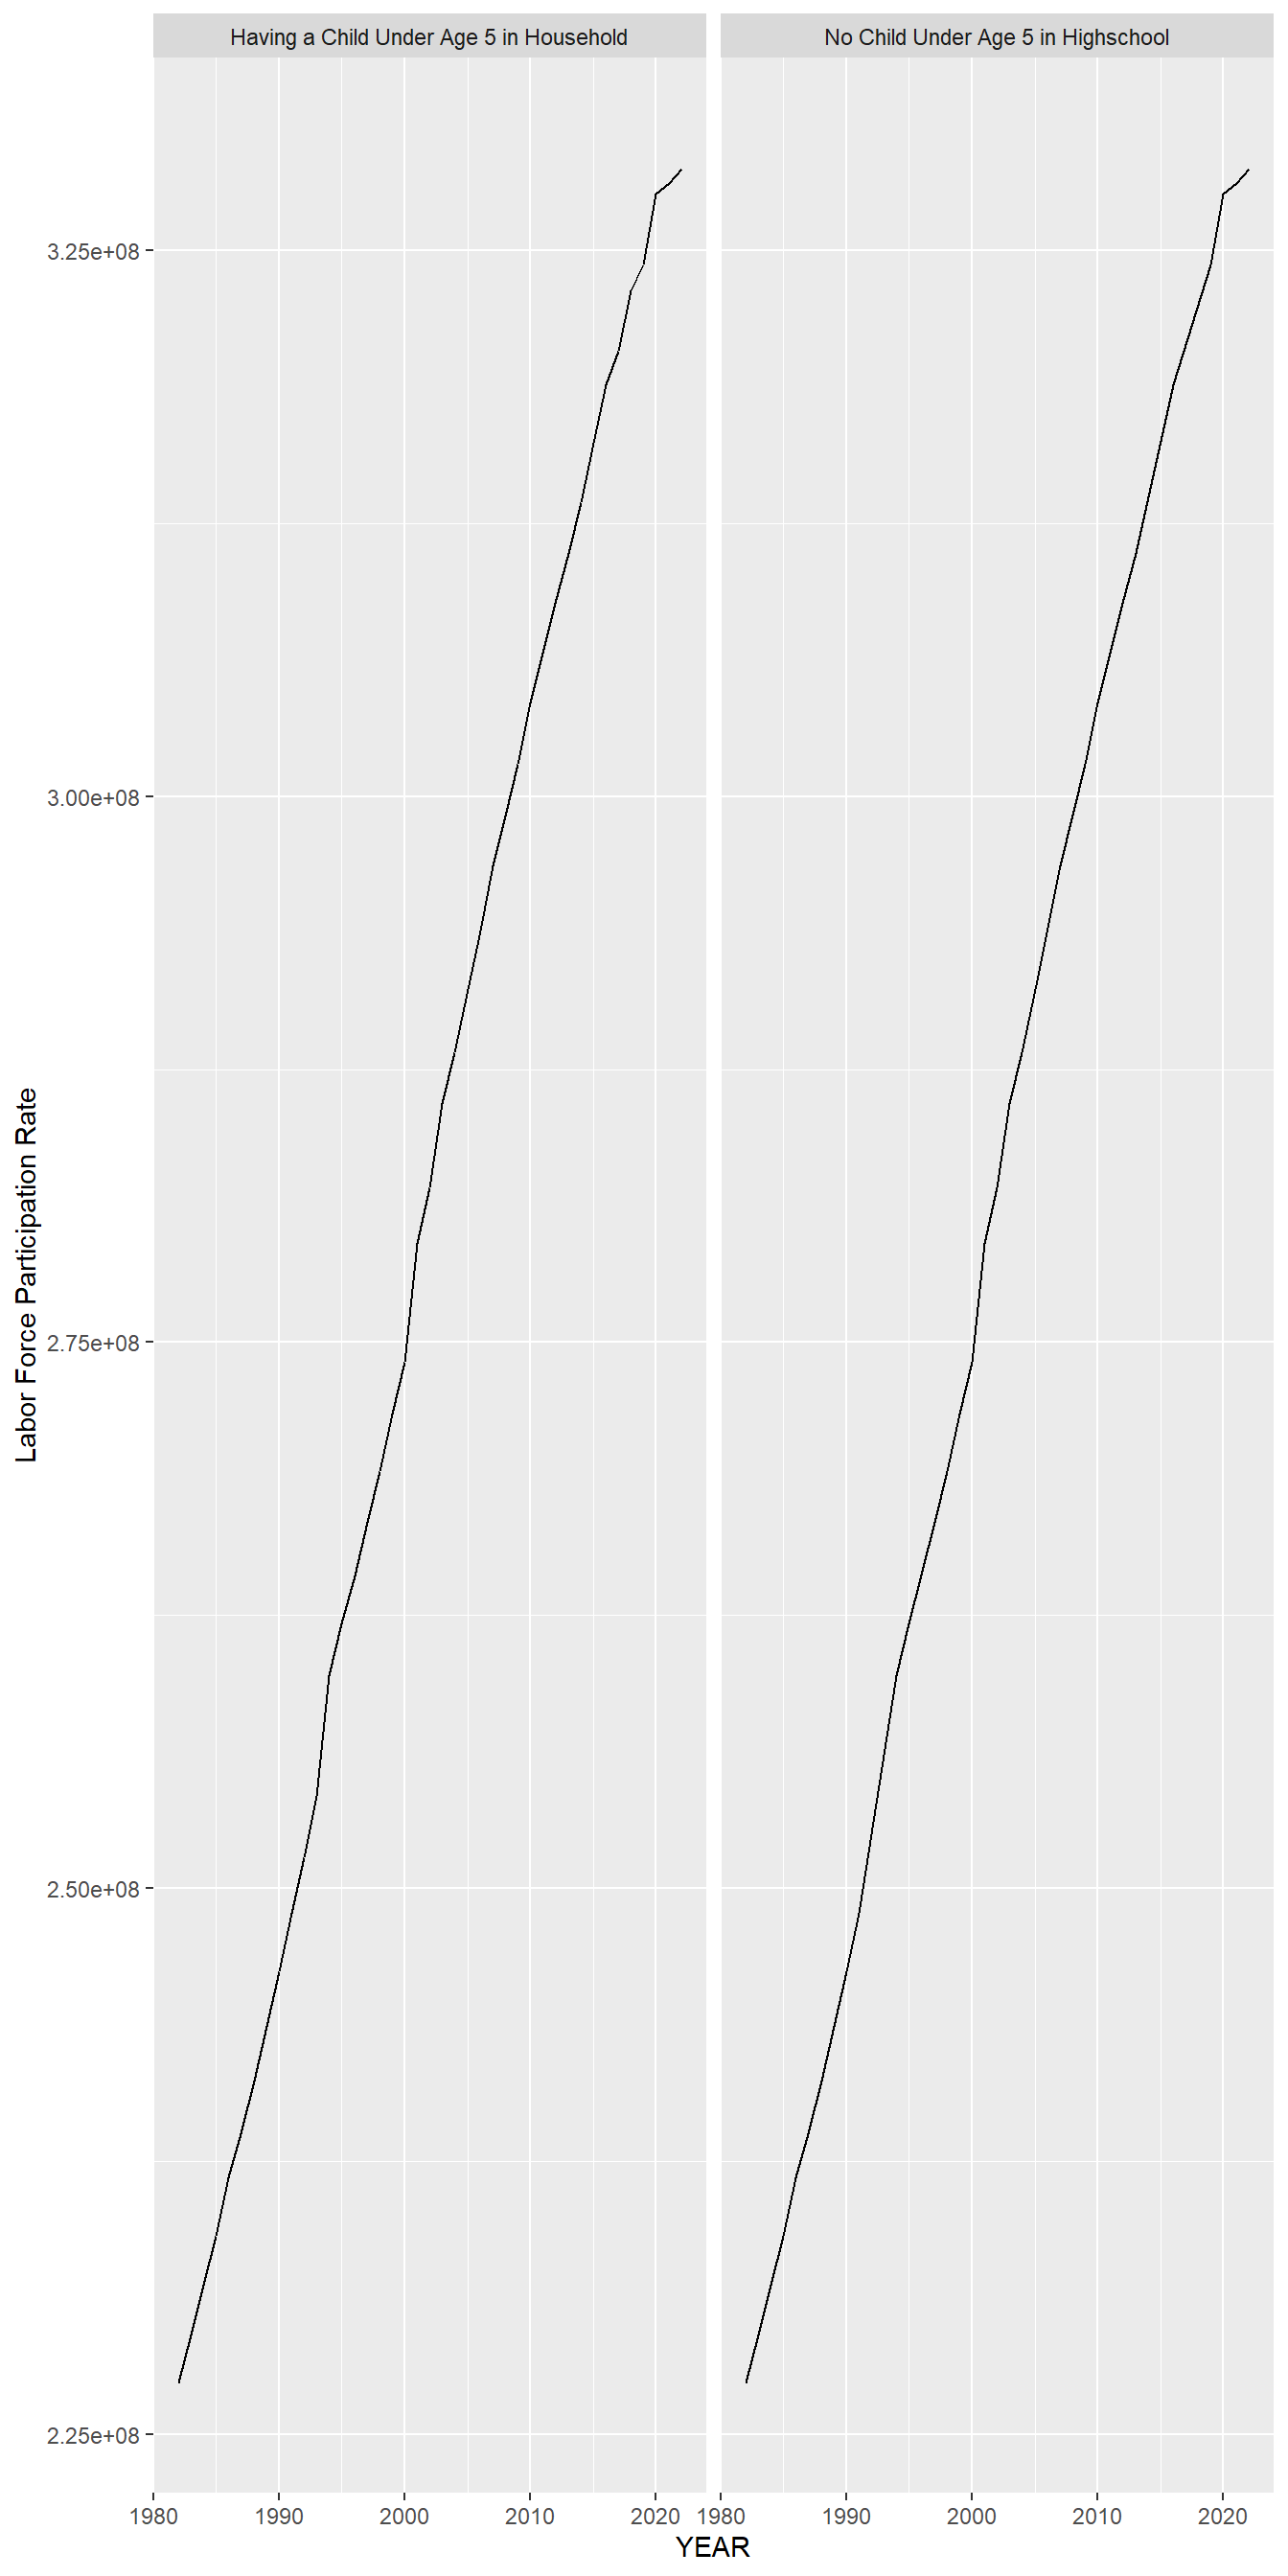 Having a Child Under Age 5 in Household
No Child Under Age 5 in Highschool
3.25e+08
3.00e+08
2.75e+08
2.50e+08
2.25e+08
Labor Force Participation Rate
1980 1990 2000 2010 2020 1980 1990 2000 2010 2020
YEAR